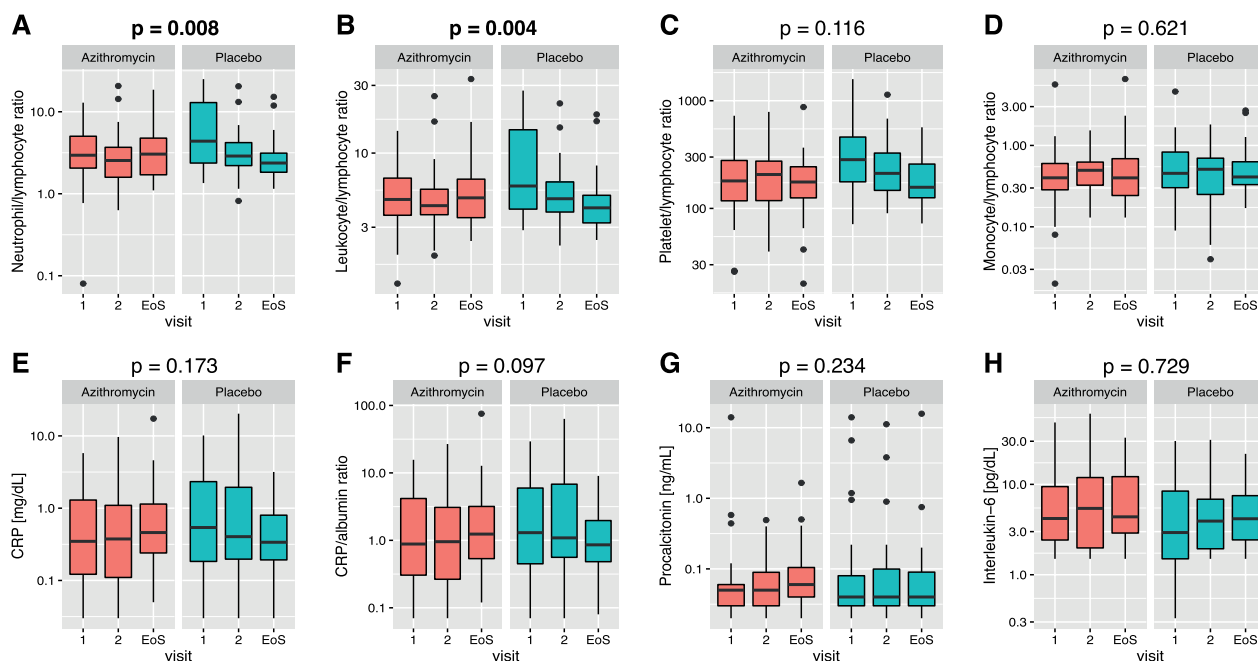 A
p = 0.008
Azithromycin
Placebo
Neutrophil/lymphocyte ratio
10.0
1.0
0.1
1
2
EoS
1
2
EoS
visit
B
p = 0.004
Azithromycin
Placebo
Leukocyte/lymphocyte ratio
30
10
3
1
2
EoS
1
2
EoS
visit
C
p = 0.116
Azithromycin
Placebo
Platelet/lymphocyte ratio
1000
300
100
30
1
2
EoS
1
2
EoS
visit
D
p = 0.621
Azithromycin
Placebo
Monocyte/lymphocyte ratio
3.00
1.00
0.30
0.10
0.03
1
2
EoS
1
2
EoS
visit
E
p = 0.173
Azithromycin
Placebo
CRP [mg/dL]
10.0
1.0
0.1
1
2
EoS
1
2
EoS
visit
F
p = 0.097
Azithromycin
Placebo
CRP/albumin ratio
100.0
10.0
1.0
0.1
1
2
EoS
1
2
EoS
visit
G
p = 0.234
Azithromycin
Placebo
Procalcitonin [ng/mL]
10.0
1.0
0.1
1
2
EoS
1
2
EoS
visit
H
p = 0.729
Azithromycin
Placebo
Interleukin−6 [pg/dL]
30.0
10.0
3.0
1.0
0.3
1
2
EoS
1
2
EoS
visit